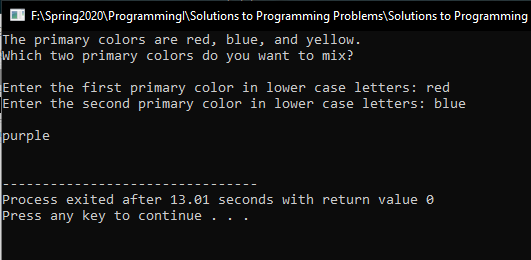 F:\Spring2020\ProgrammingI\Solutions to Programming Problems\Solutions to Programming
The primary colors are red, blue, and yellow.
Which two primary colors do you want to mix?
Enter the first primary color in lower case letters: red
Enter the second primary color in lower case letters: blue
purple
--------------------------------
Process exited after 13.01 seconds with return value 0
Press any key to continue . . .